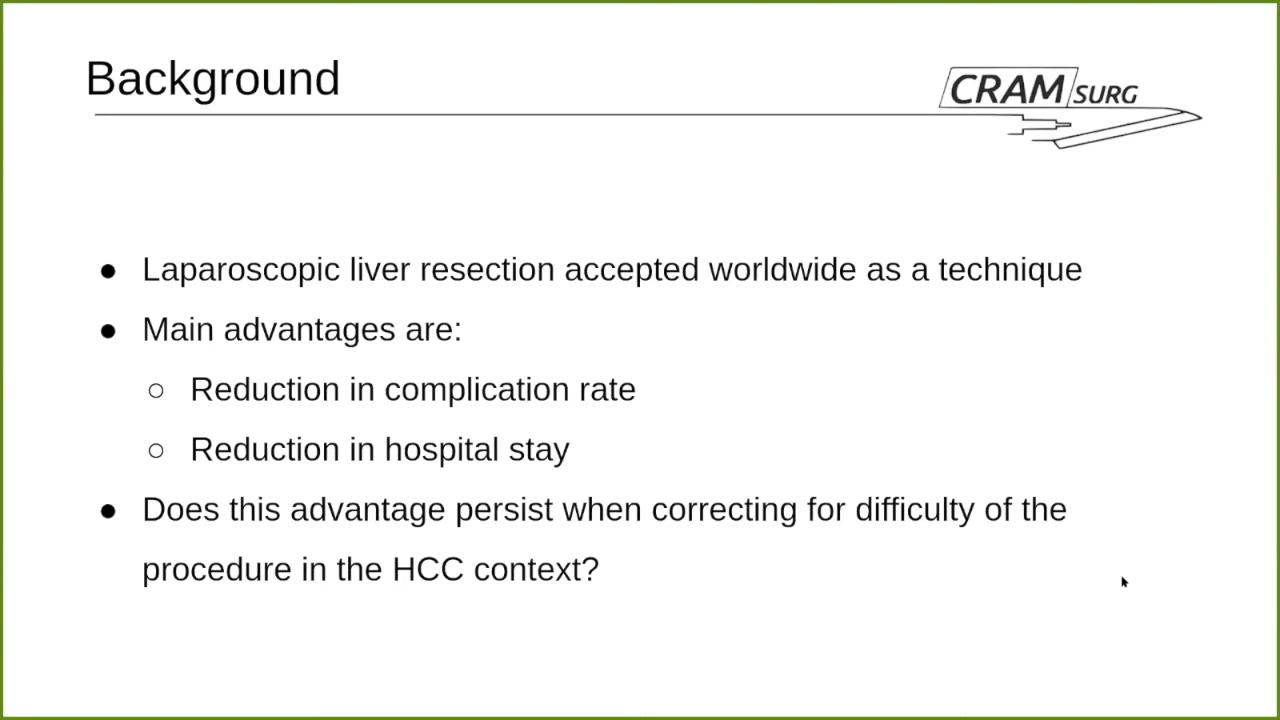 Background
CRAM SURG
● Laparoscopic liver resection accepted worldwide as a technique
● Main advantages are:
○ Reduction in complication rate
○ Reduction in hospital stay
● Does this advantage persist when correcting for difficulty of the
procedure in the HCC context?